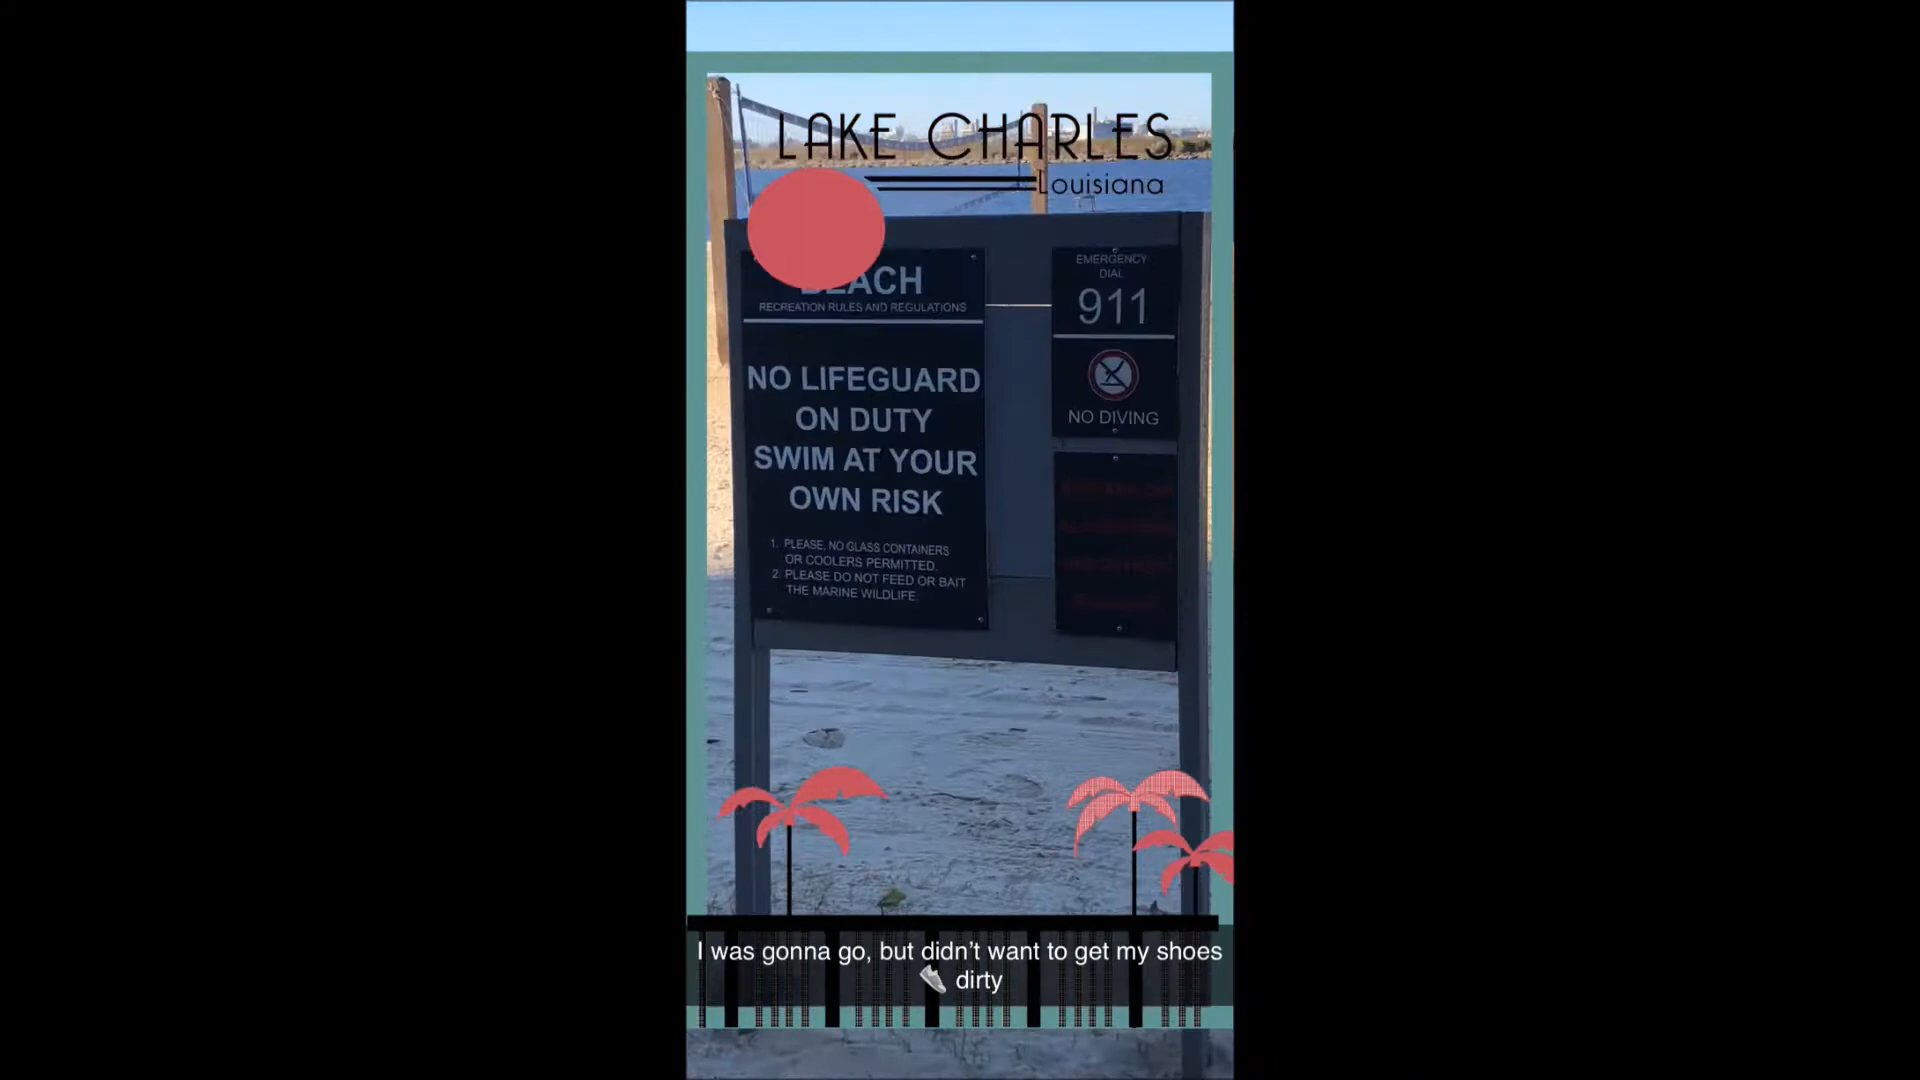 LAKE CHARLES
Louisiana
BEACH
RECREATION RULES AND REGULATIONS
NO LIFEGUARD
ON DUTY
SWIM AT YOUR
OWN RISK
1. PLEASE, NO GLASS CONTAINERS
OR COOLERS PERMITTED.
2. PLEASE DO NOT FEED OR BAIT
THE MARINE WILDLIFE.
EMERGENCY
DIAL
911
NO DIVING
I was gonna go, but didn't want to get my shoes
👟 dirty